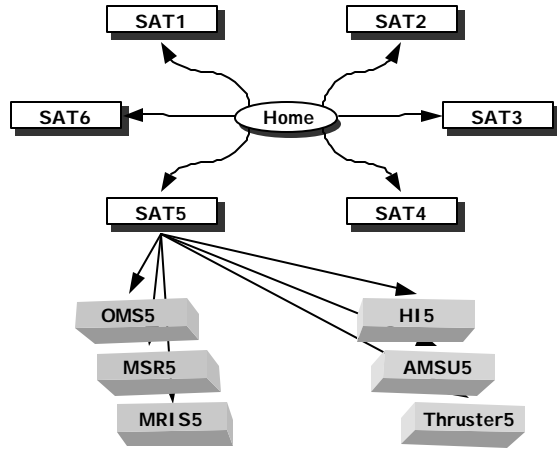 SAT1
SAT2
SAT6
Home
SAT3
SAT5
SAT4
OMS5
HI5
MSR5
AMSU5
MRIS5
Thruster5